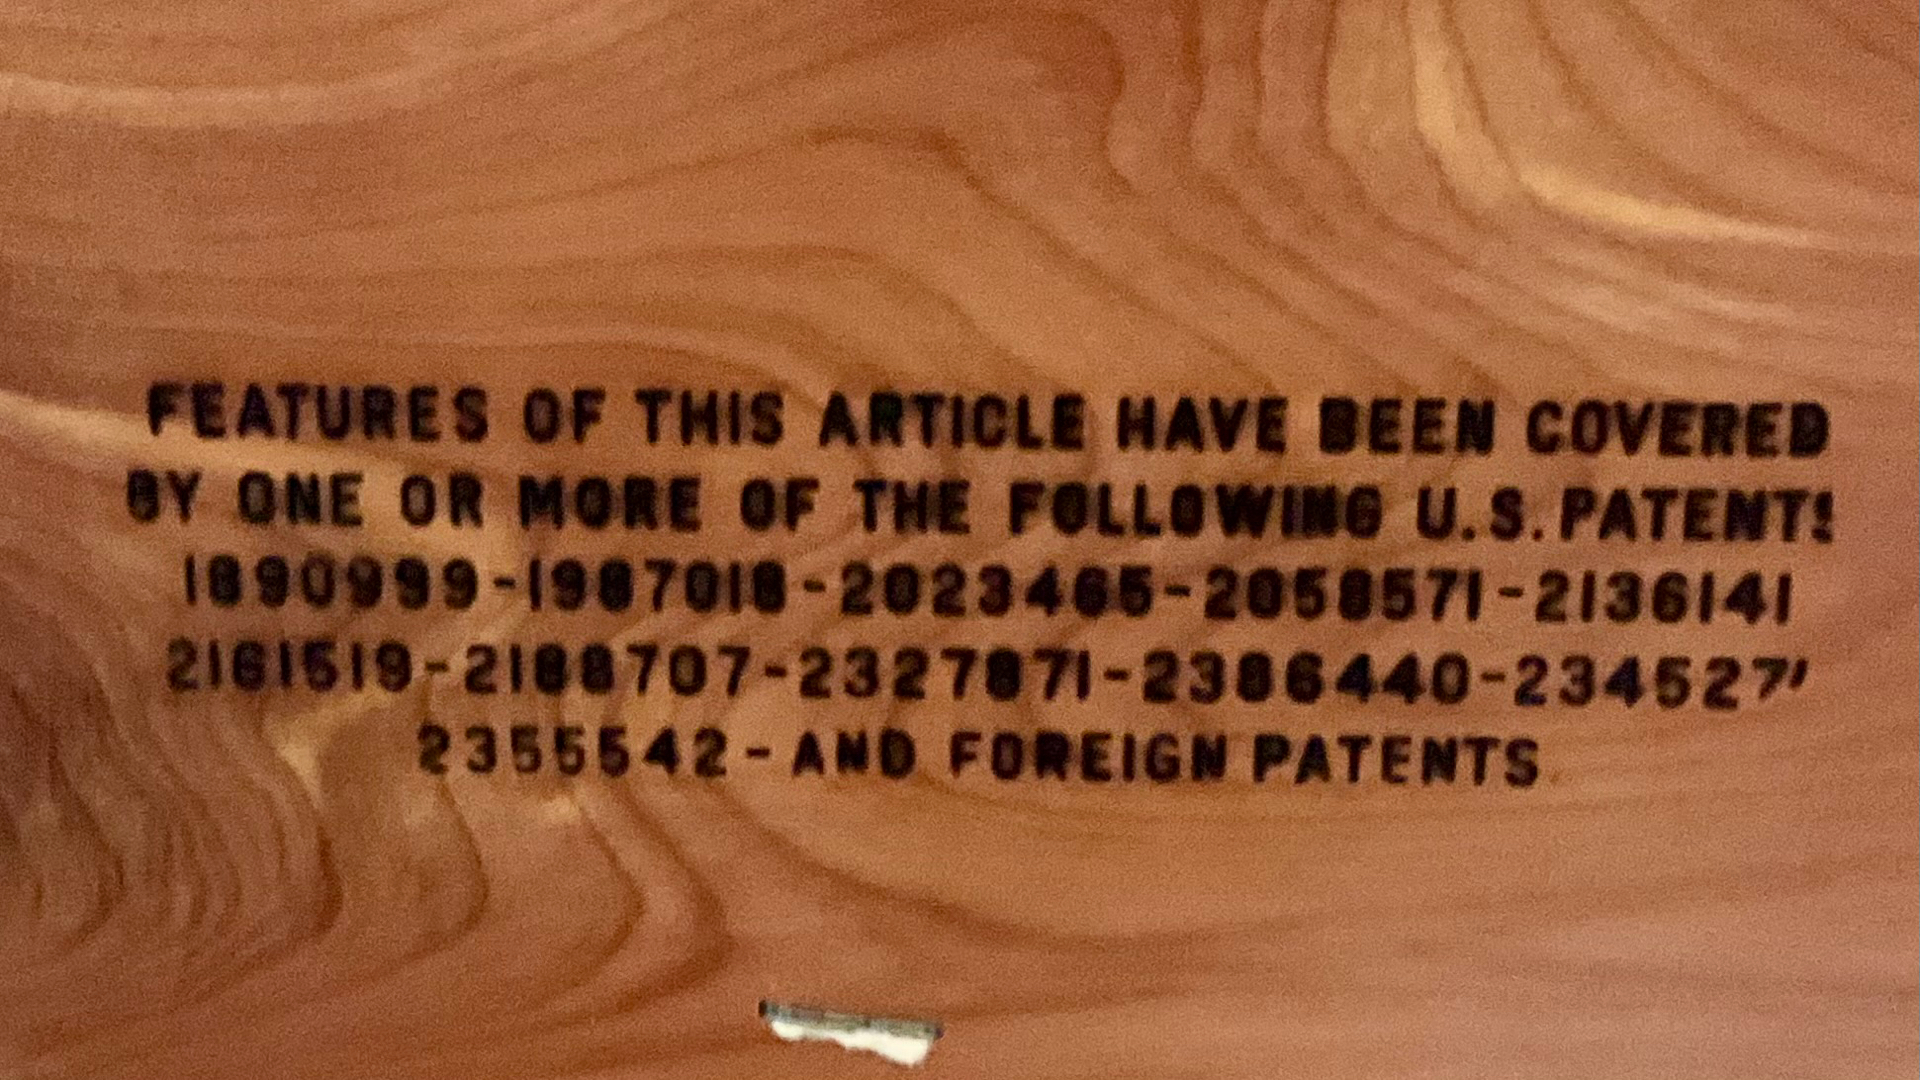 FEATURES OF THIS ARTICLE HAVE BEEN COVERED
BY ONE OR MORE OF THE FOLLOWING U.S. PATENTS
1890999-1987018-2023465-2058571-2136141
2161519-2188707-2327871-2386440-
2355542-AND FOREIGN PATENTS